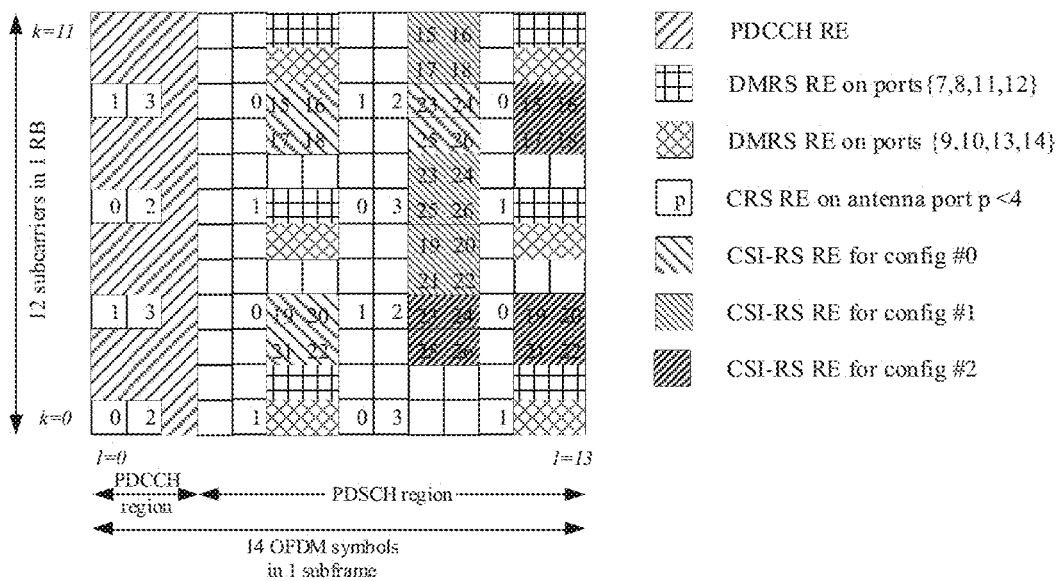 k=11
15 16
17 18
1 3 0 15 16 1 2 23 24 0 15 16
17 18 25 26 18
23 24
0 2 1 0 3 25 26 1
19 20
21 22
1 3 0 19 20 1 2 23 24 0 19 20
21 22 25 26 21 22
k=0 0 2 1 0 3 1
12 subcarriers in 1 RB
l=0 l=13
PDCCH
region
PDSCH region
14 OFDM symbols
in 1 subframe
PDCCH RE
DMRS RE on ports {7,8,11,12}
DMRS RE on ports {9,10,13,14}
p CRS RE on antenna port p <4
CSI-RS RE for config #0
CSI-RS RE for config #1
CSI-RS RE for config #2